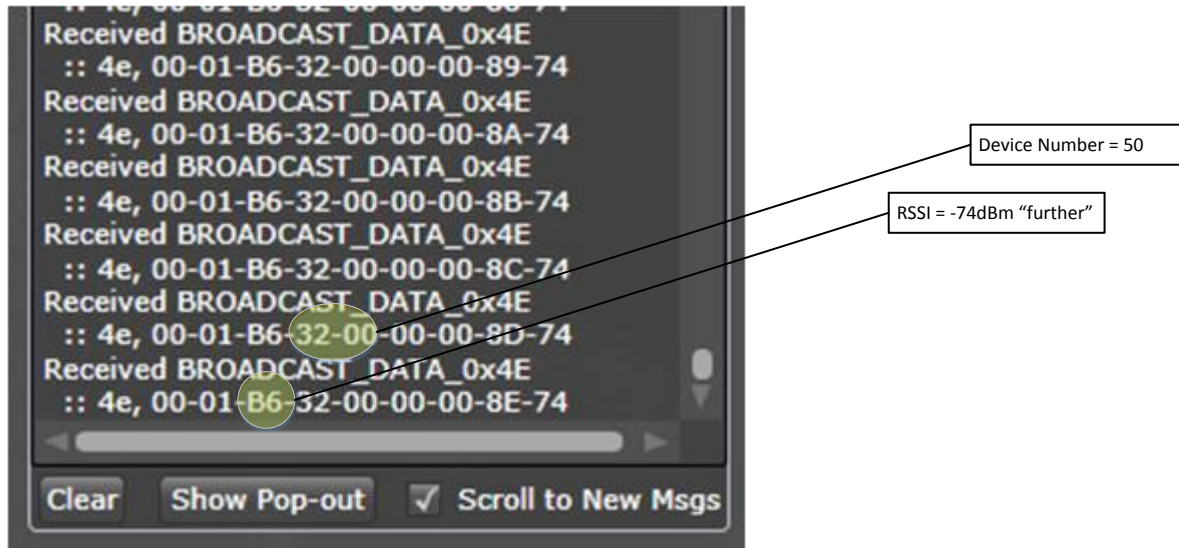 Received BROADCAST_DATA_0x4E
:: 4e, 00-01-B6-32-00-00-00-89-74
Received BROADCAST_DATA_0x4E
:: 4e, 00-01-B6-32-00-00-00-8A-74
Received BROADCAST_DATA_0x4E
:: 4e, 00-01-B6-32-00-00-00-8B-74
Received BROADCAST_DATA_0x4E
:: 4e, 00-01-B6-32-00-00-00-8C-74
Received BROADCAST_DATA_0x4E
:: 4e, 00-01-B6-32-00-00-00-8D-74
Received BROADCAST_DATA_0x4E
:: 4e, 00-01-B6-32-00-00-00-8E-74
Clear Show Pop-out Scroll to New Msgs
Device Number = 50
RSSI = -74dBm “further”